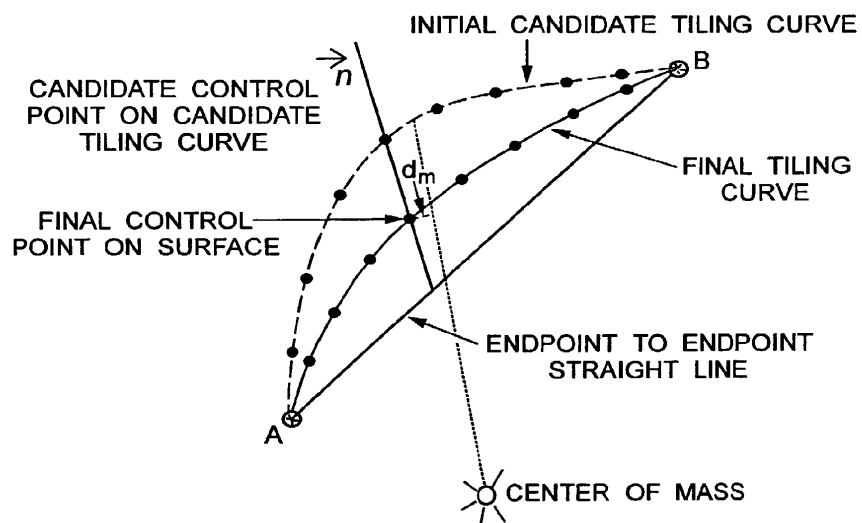 INITIAL CANDIDATE TILING CURVE
B
n
CANDIDATE CONTROL
POINT ON CANDIDATE
TILING CURVE
dm
FINAL TILING
CURVE
FINAL CONTROL
POINT ON SURFACE
ENDPOINT TO ENDPOINT
STRAIGHT LINE
A
CENTER OF MASS